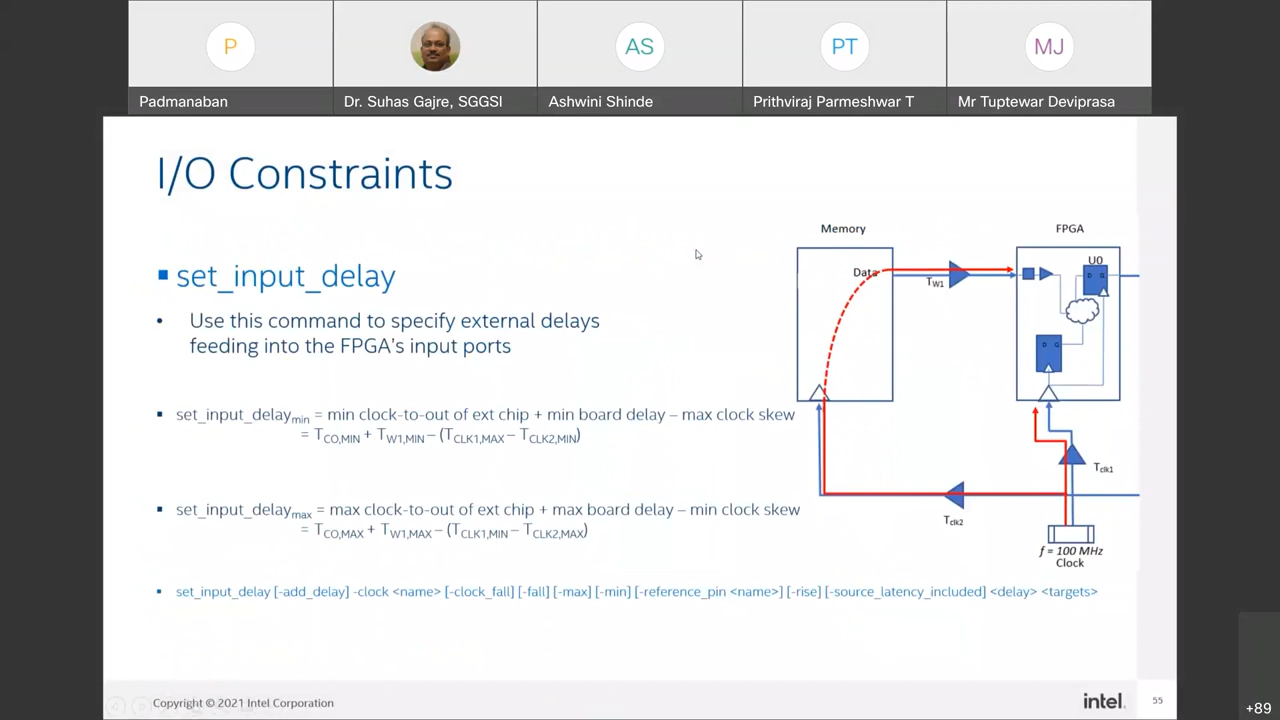 P
AS
PT
MJ
Padmanaban
Dr. Suhas Gajre, SGGSI
Ashwini Shinde
Prithviraj Parmeshwar T
Mr Tuptewar Deviprasa
I/O Constraints
set_input_delay
• Use this command to specify external delays
feeding into the FPGA's input ports
set_input_delaymin = min clock-to-out of ext chip + min board delay – max clock skew
= TCO,MIN + TW1,MIN – (TCLK1,MAX – TCLK2,MIN)
set_input_delaymax = max clock-to-out of ext chip + max board delay – min clock skew
= TCO,MAX + TW1,MAX – (TCLK1,MIN – TCLK2,MAX)
set_input_delay [-add_delay] -clock <name> [-clock_fall] [-fall] [-max] [-min] [-reference_pin <name>] [-rise] [-source_latency_included] <delay> <targets>
Memory
FPGA
Data
TW1
U0
D Q
D Q
Tclk1
Tclk2
f = 100 MHz
Clock
Copyright © 2021 Intel Corporation
intel.
55
+89